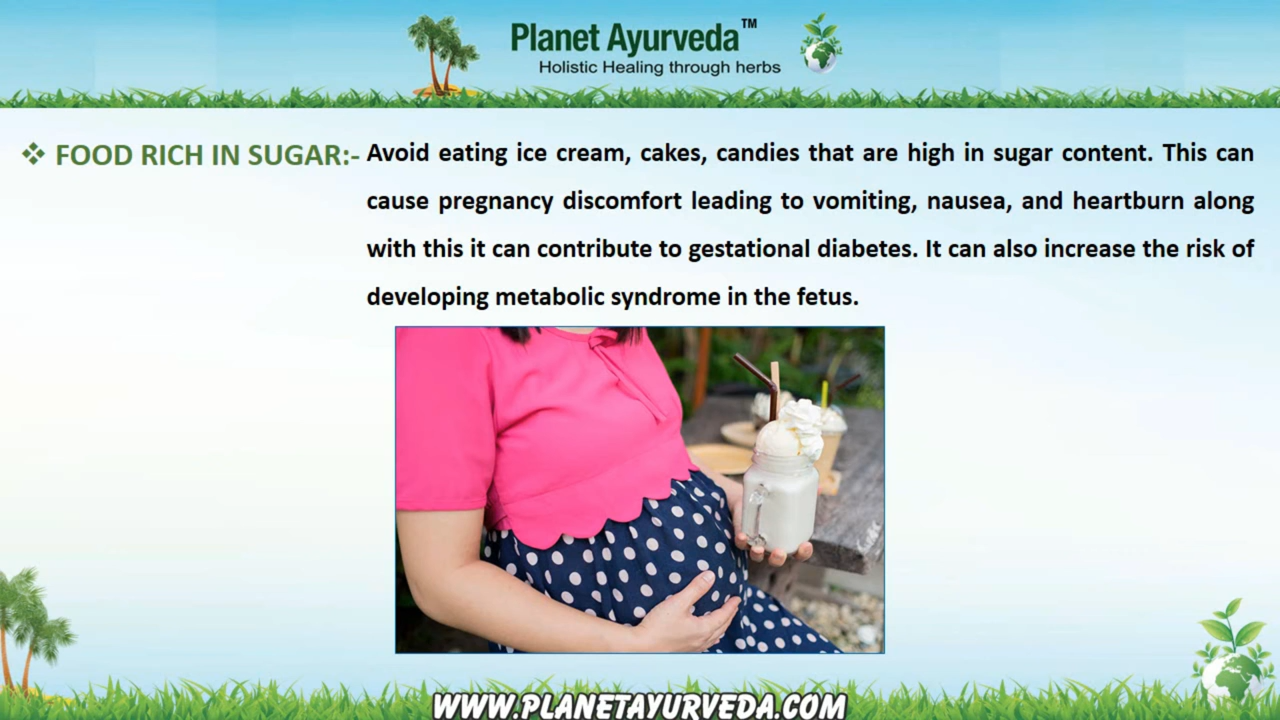 Planet Ayurveda™
Holistic Healing through herbs
❖ FOOD RICH IN SUGAR:- Avoid eating ice cream, cakes, candies that are high in sugar content. This can
cause pregnancy discomfort leading to vomiting, nausea, and heartburn along
with this it can contribute to gestational diabetes. It can also increase the risk of
developing metabolic syndrome in the fetus.
WWW.PLANETAYURVEDA.COM